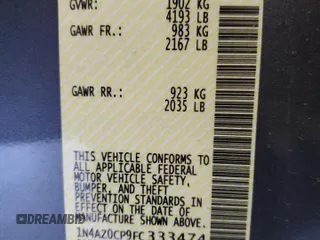 GVWR: 1902 KG
4193 LB
GAWR FR.: 983 KG
2167 LB
GAWR RR.: 923 KG
2035 LB
THIS VEHICLE CONFORMS TO
ALL APPLICABLE FEDERAL
MOTOR VEHICLE SAFETY,
BUMPER, AND THEFT
PREVENTION STANDARDS IN
EFFECT ON THE DATE OF
MANUFACTURE SHOWN ABOVE.
1N4AZ0CP9FC333474
DREAMBID